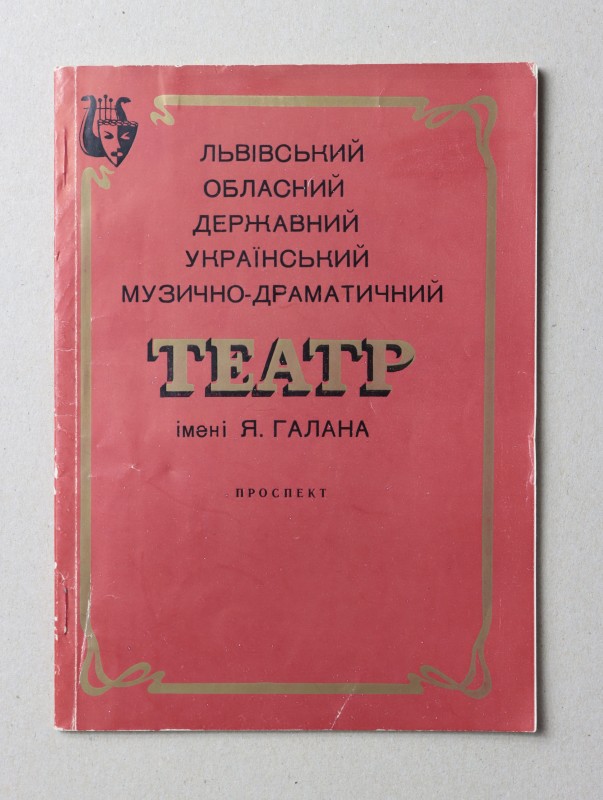 ЛЬВІВСЬКИЙ
ОБЛАСНИЙ
ДЕРЖАВНИЙ
УКРАЇНСЬКИЙ
МУЗИЧНО-ДРАМАТИЧНИЙ
ТЕАТР
імені Я. ГАЛАНА
ПРОСПЕКТ